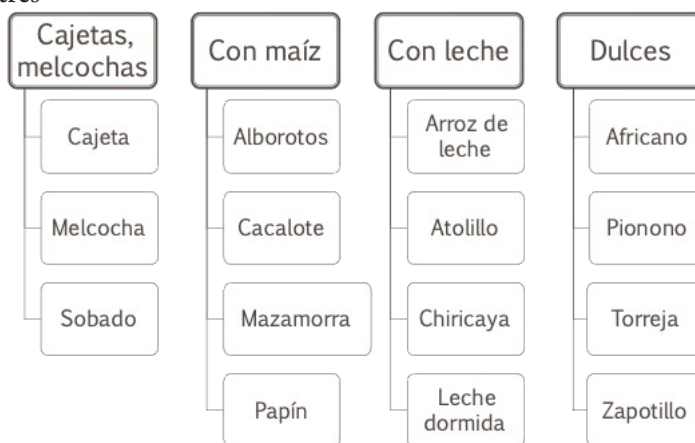 Cajetas,
melcochas
Cajeta
Melcocha
Sobado
Con maíz
Alborotos
Cacalote
Mazamorra
Papín
Con leche
Arroz de
leche
Atolillo
Chiricaya
Leche
dormida
Dulces
Africano
Pionono
Torreja
Zapotillo